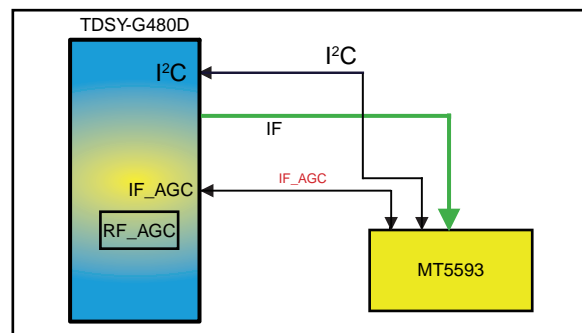 TDSY-G480D
I²C
I²C
IF
IF_AGC
IF_AGC
RF_AGC
MT5593